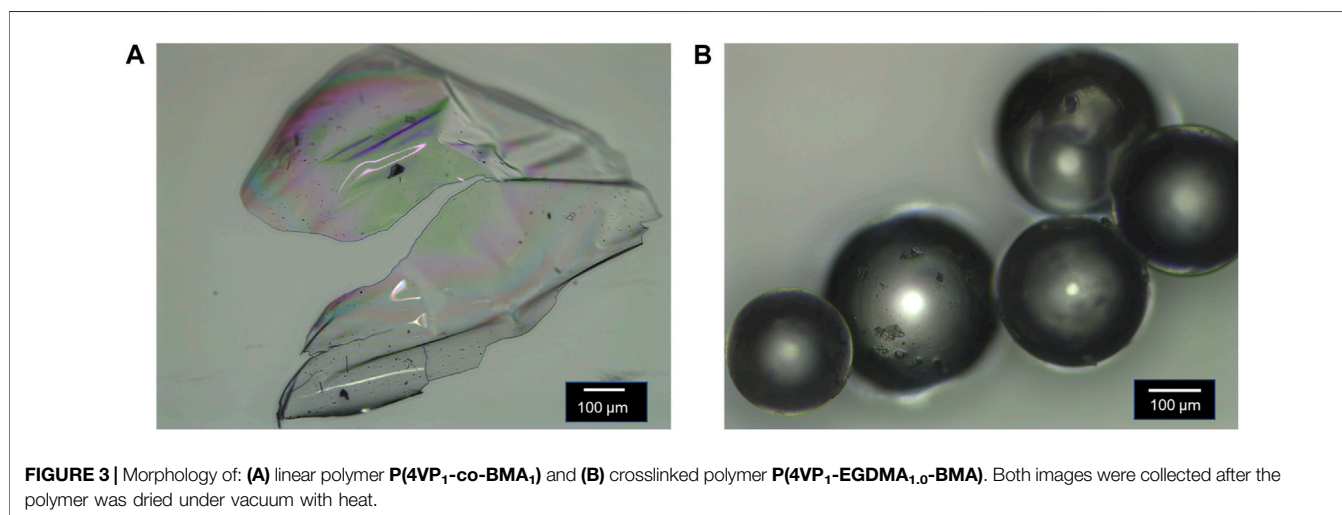 A
B
100 µm
100 µm
FIGURE 3 | Morphology of: (A) linear polymer P(4VP₁-co-BMA₁) and (B) crosslinked polymer P(4VP₁-EGDMA₁.₀-BMA). Both images were collected after the
polymer was dried under vacuum with heat.